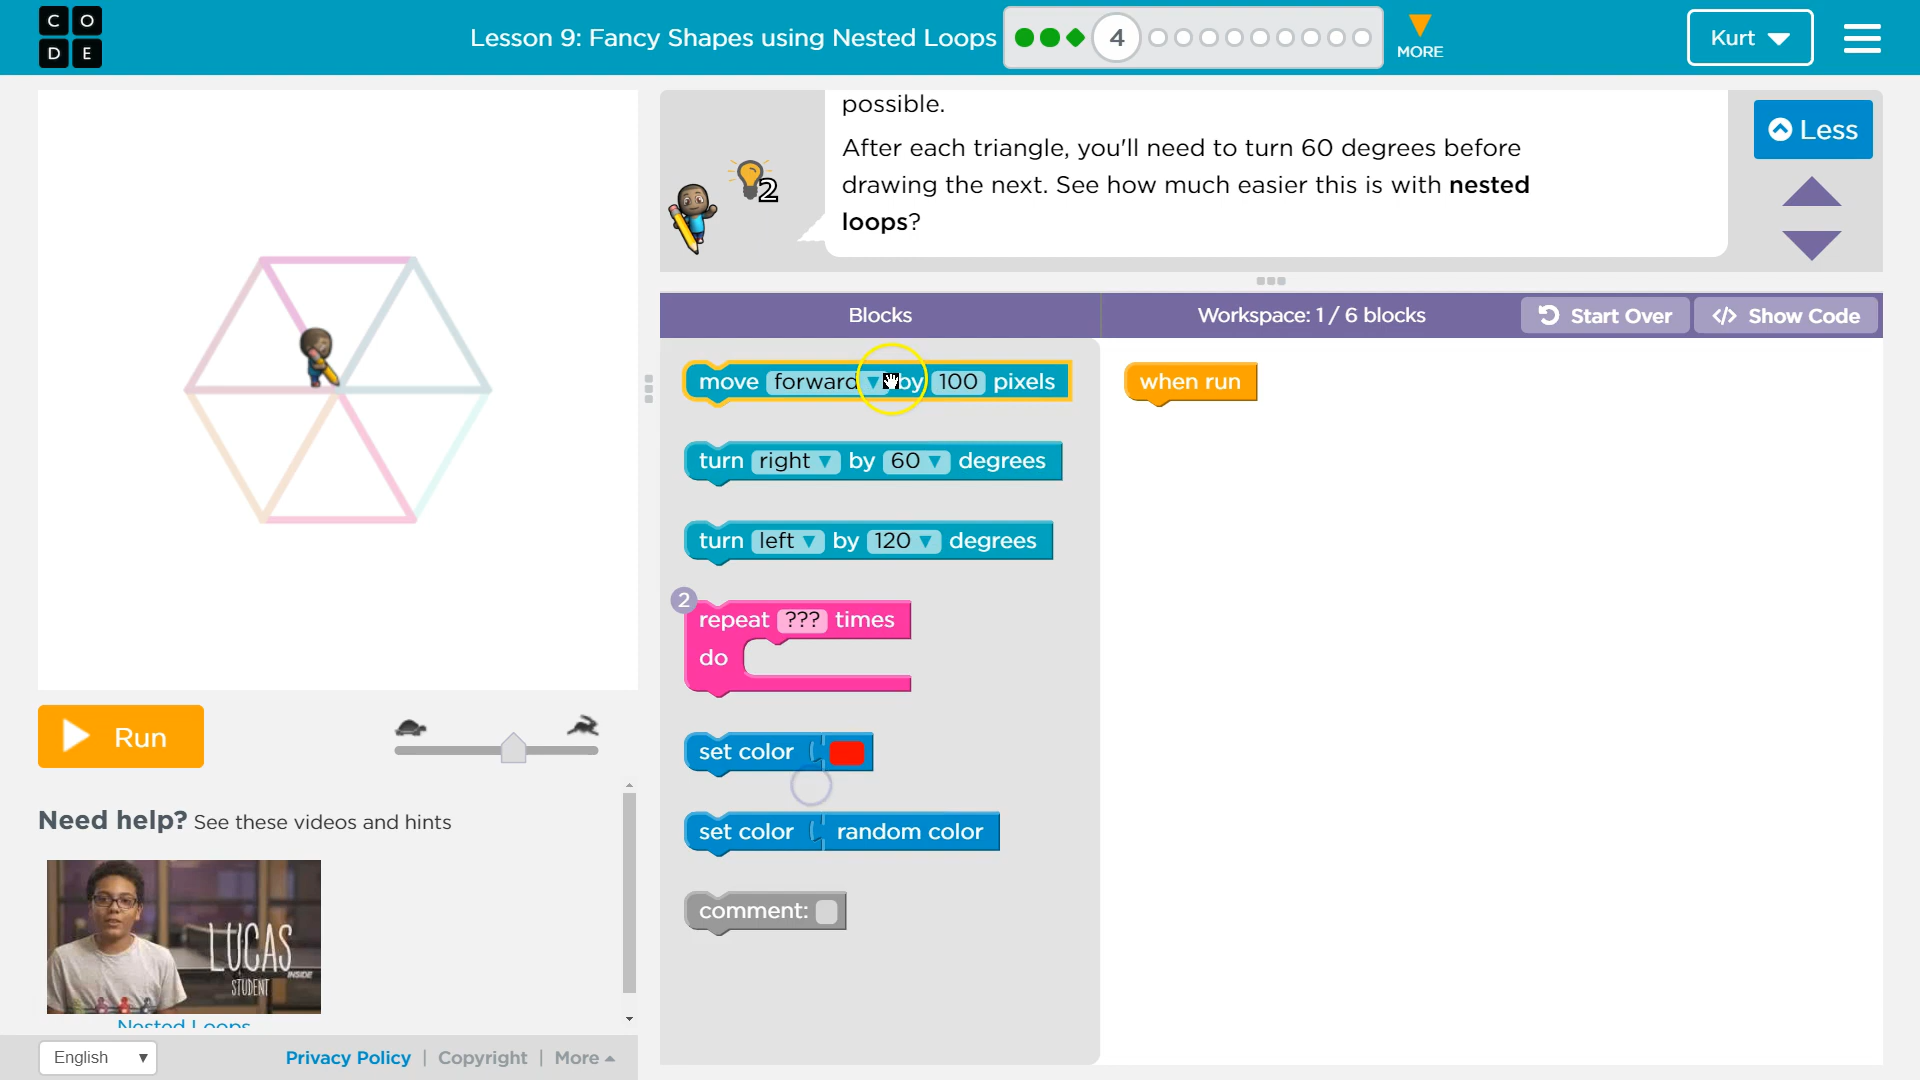 C O
D E
Lesson 9: Fancy Shapes using Nested Loops
4
MORE
Kurt
possible.
After each triangle, you'll need to turn 60 degrees before
drawing the next. See how much easier this is with nested
loops?
2
Less
Blocks
Workspace: 1 / 6 blocks
Start Over
</> Show Code
move forward by 100 pixels
turn right by 60 degrees
turn left by 120 degrees
2
repeat ??? times
do
set color
set color random color
comment:
when run
Run
Need help? See these videos and hints
LUCAS
INSIDE
STUDENT
Nested Loops
English
Privacy Policy | Copyright | More